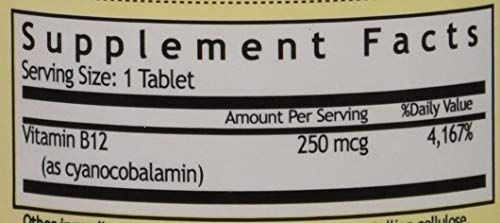 Supplement Facts
Serving Size: 1 Tablet
Amount Per Serving %Daily Value
Vitamin B12 250 mcg 4,167%
(as cyanocobalamin)
cellulose